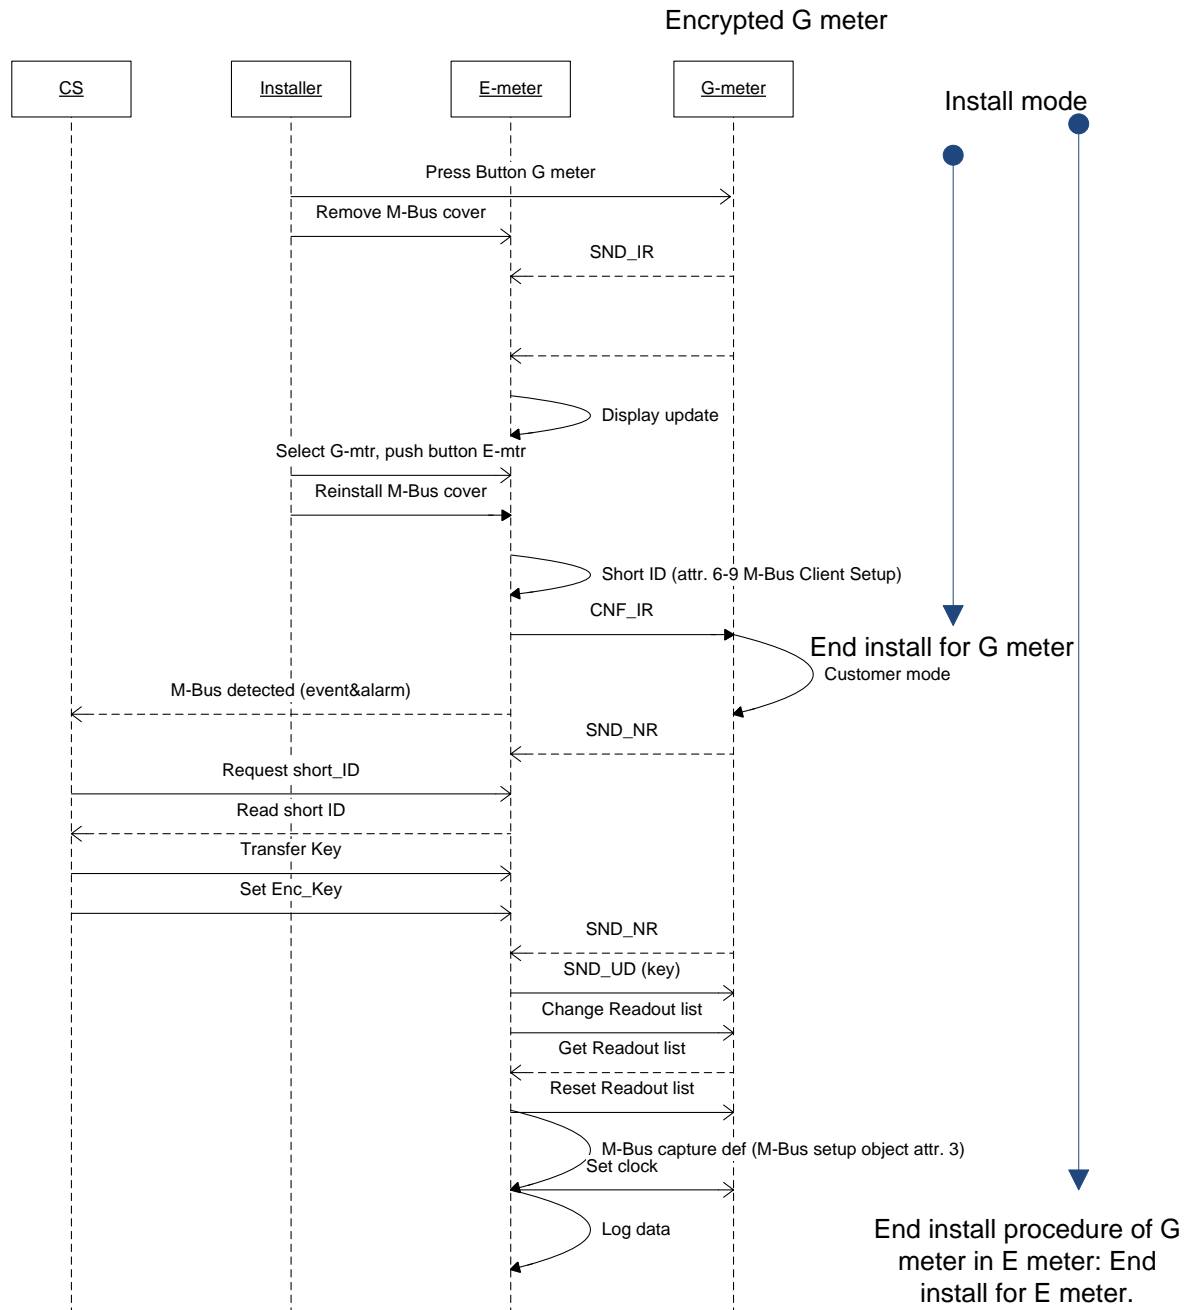 Encrypted G meter
CS
Installer
E-meter
G-meter
Install mode
Press Button G meter
Remove M-Bus cover
SND_IR
Display update
Select G-mtr, push button E-mtr
Reinstall M-Bus cover
Short ID (attr. 6-9 M-Bus Client Setup)
CNF_IR
End install for G meter
Customer mode
M-Bus detected (event&alarm)
SND_NR
Request short_ID
Read short ID
Transfer Key
Set Enc_Key
SND_NR
SND_UD (key)
Change Readout list
Get Readout list
Reset Readout list
M-Bus capture def (M-Bus setup object attr. 3)
Set clock
Log data
End install procedure of G
meter in E meter: End
install for E meter.